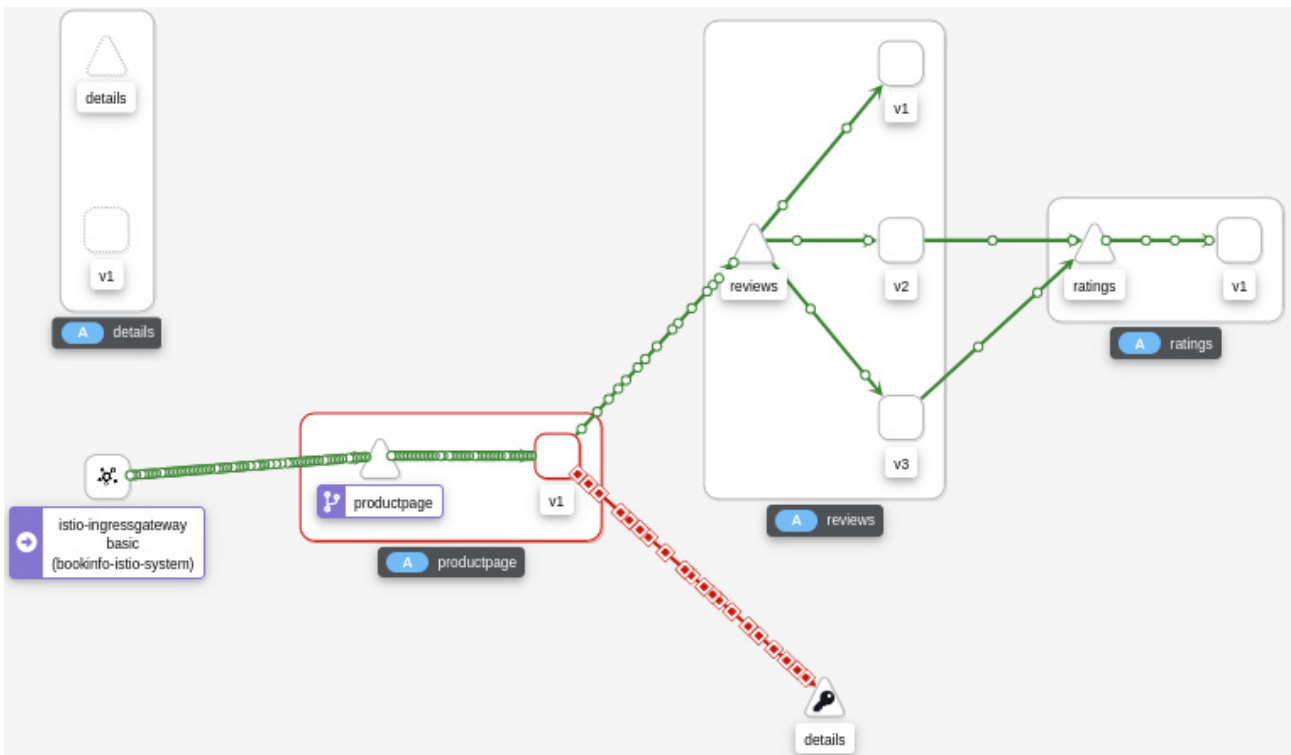 details
v1
A details
v1
v2
v3
reviews
A reviews
ratings
v1
A ratings
istio-ingressgateway
basic
(bookinfo-istio-system)
productpage
v1
A productpage
details